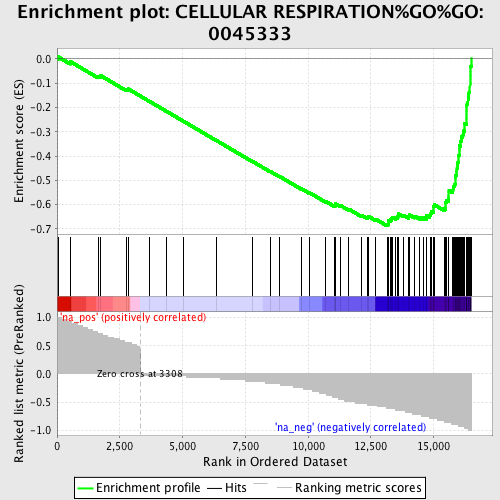 Enrichment plot: CELLULAR RESPIRATION%GO%GO:
0045333
Enrichment score (ES)
0.0
-0.1
-0.2
-0.3
-0.4
-0.5
-0.6
-0.7
Ranked list metric (PreRanked)
1.0
0.5
0.0
-0.5
-1.0
'na_pos' (positively correlated)
Zero cross at 3308
'na_neg' (negatively correlated)
0 2,500 5,000 7,500 10,000 12,500 15,000
Rank in Ordered Dataset
Enrichment profile Hits Ranking metric scores